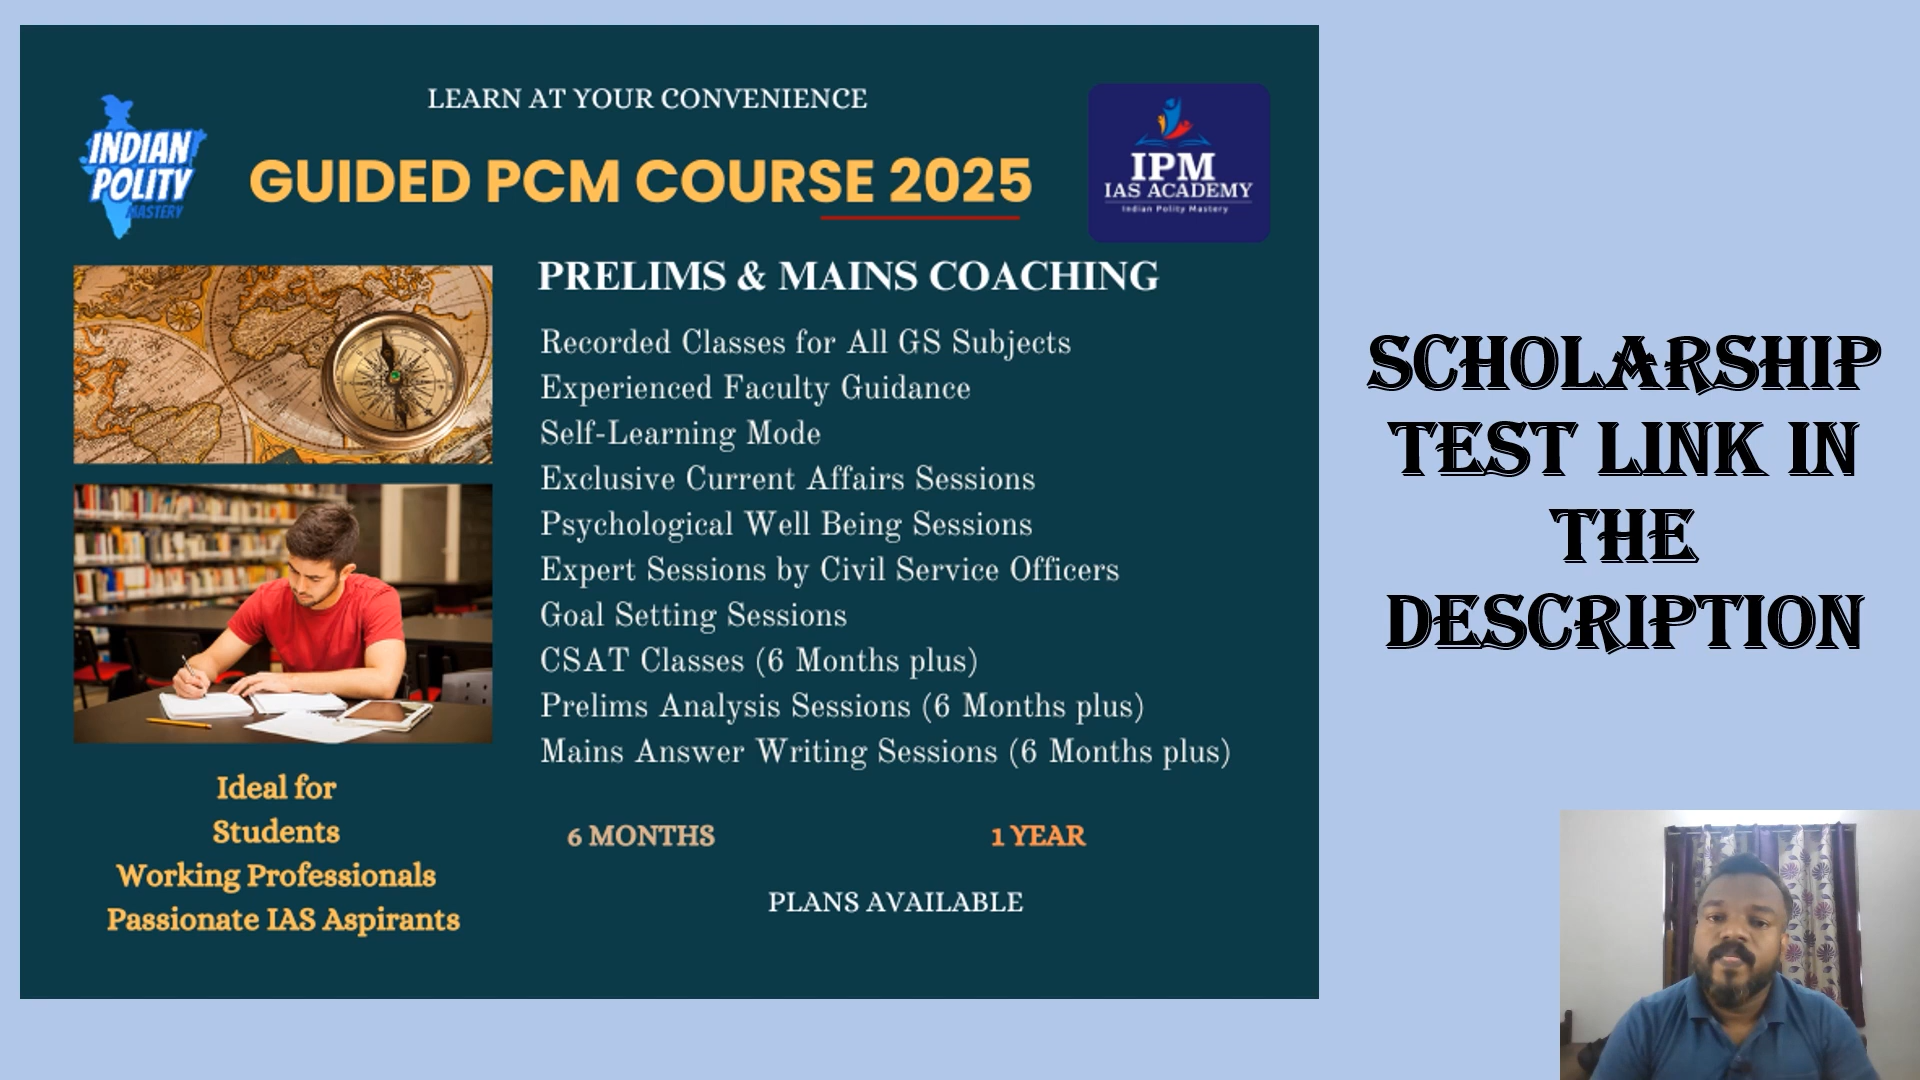 LEARN AT YOUR CONVENIENCE
INDIAN
POLITY
MASTERY
GUIDED PCM COURSE 2025
IPM
IAS ACADEMY
Indian Polity Mastery
PRELIMS & MAINS COACHING
Recorded Classes for All GS Subjects
Experienced Faculty Guidance
Self-Learning Mode
Exclusive Current Affairs Sessions
Psychological Well Being Sessions
Expert Sessions by Civil Service Officers
Goal Setting Sessions
CSAT Classes (6 Months plus)
Prelims Analysis Sessions (6 Months plus)
Mains Answer Writing Sessions (6 Months plus)
Ideal for
Students
Working Professionals
Passionate IAS Aspirants
6 MONTHS
1 YEAR
PLANS AVAILABLE
SCHOLARSHIP
TEST LINK IN
THE
DESCRIPTION